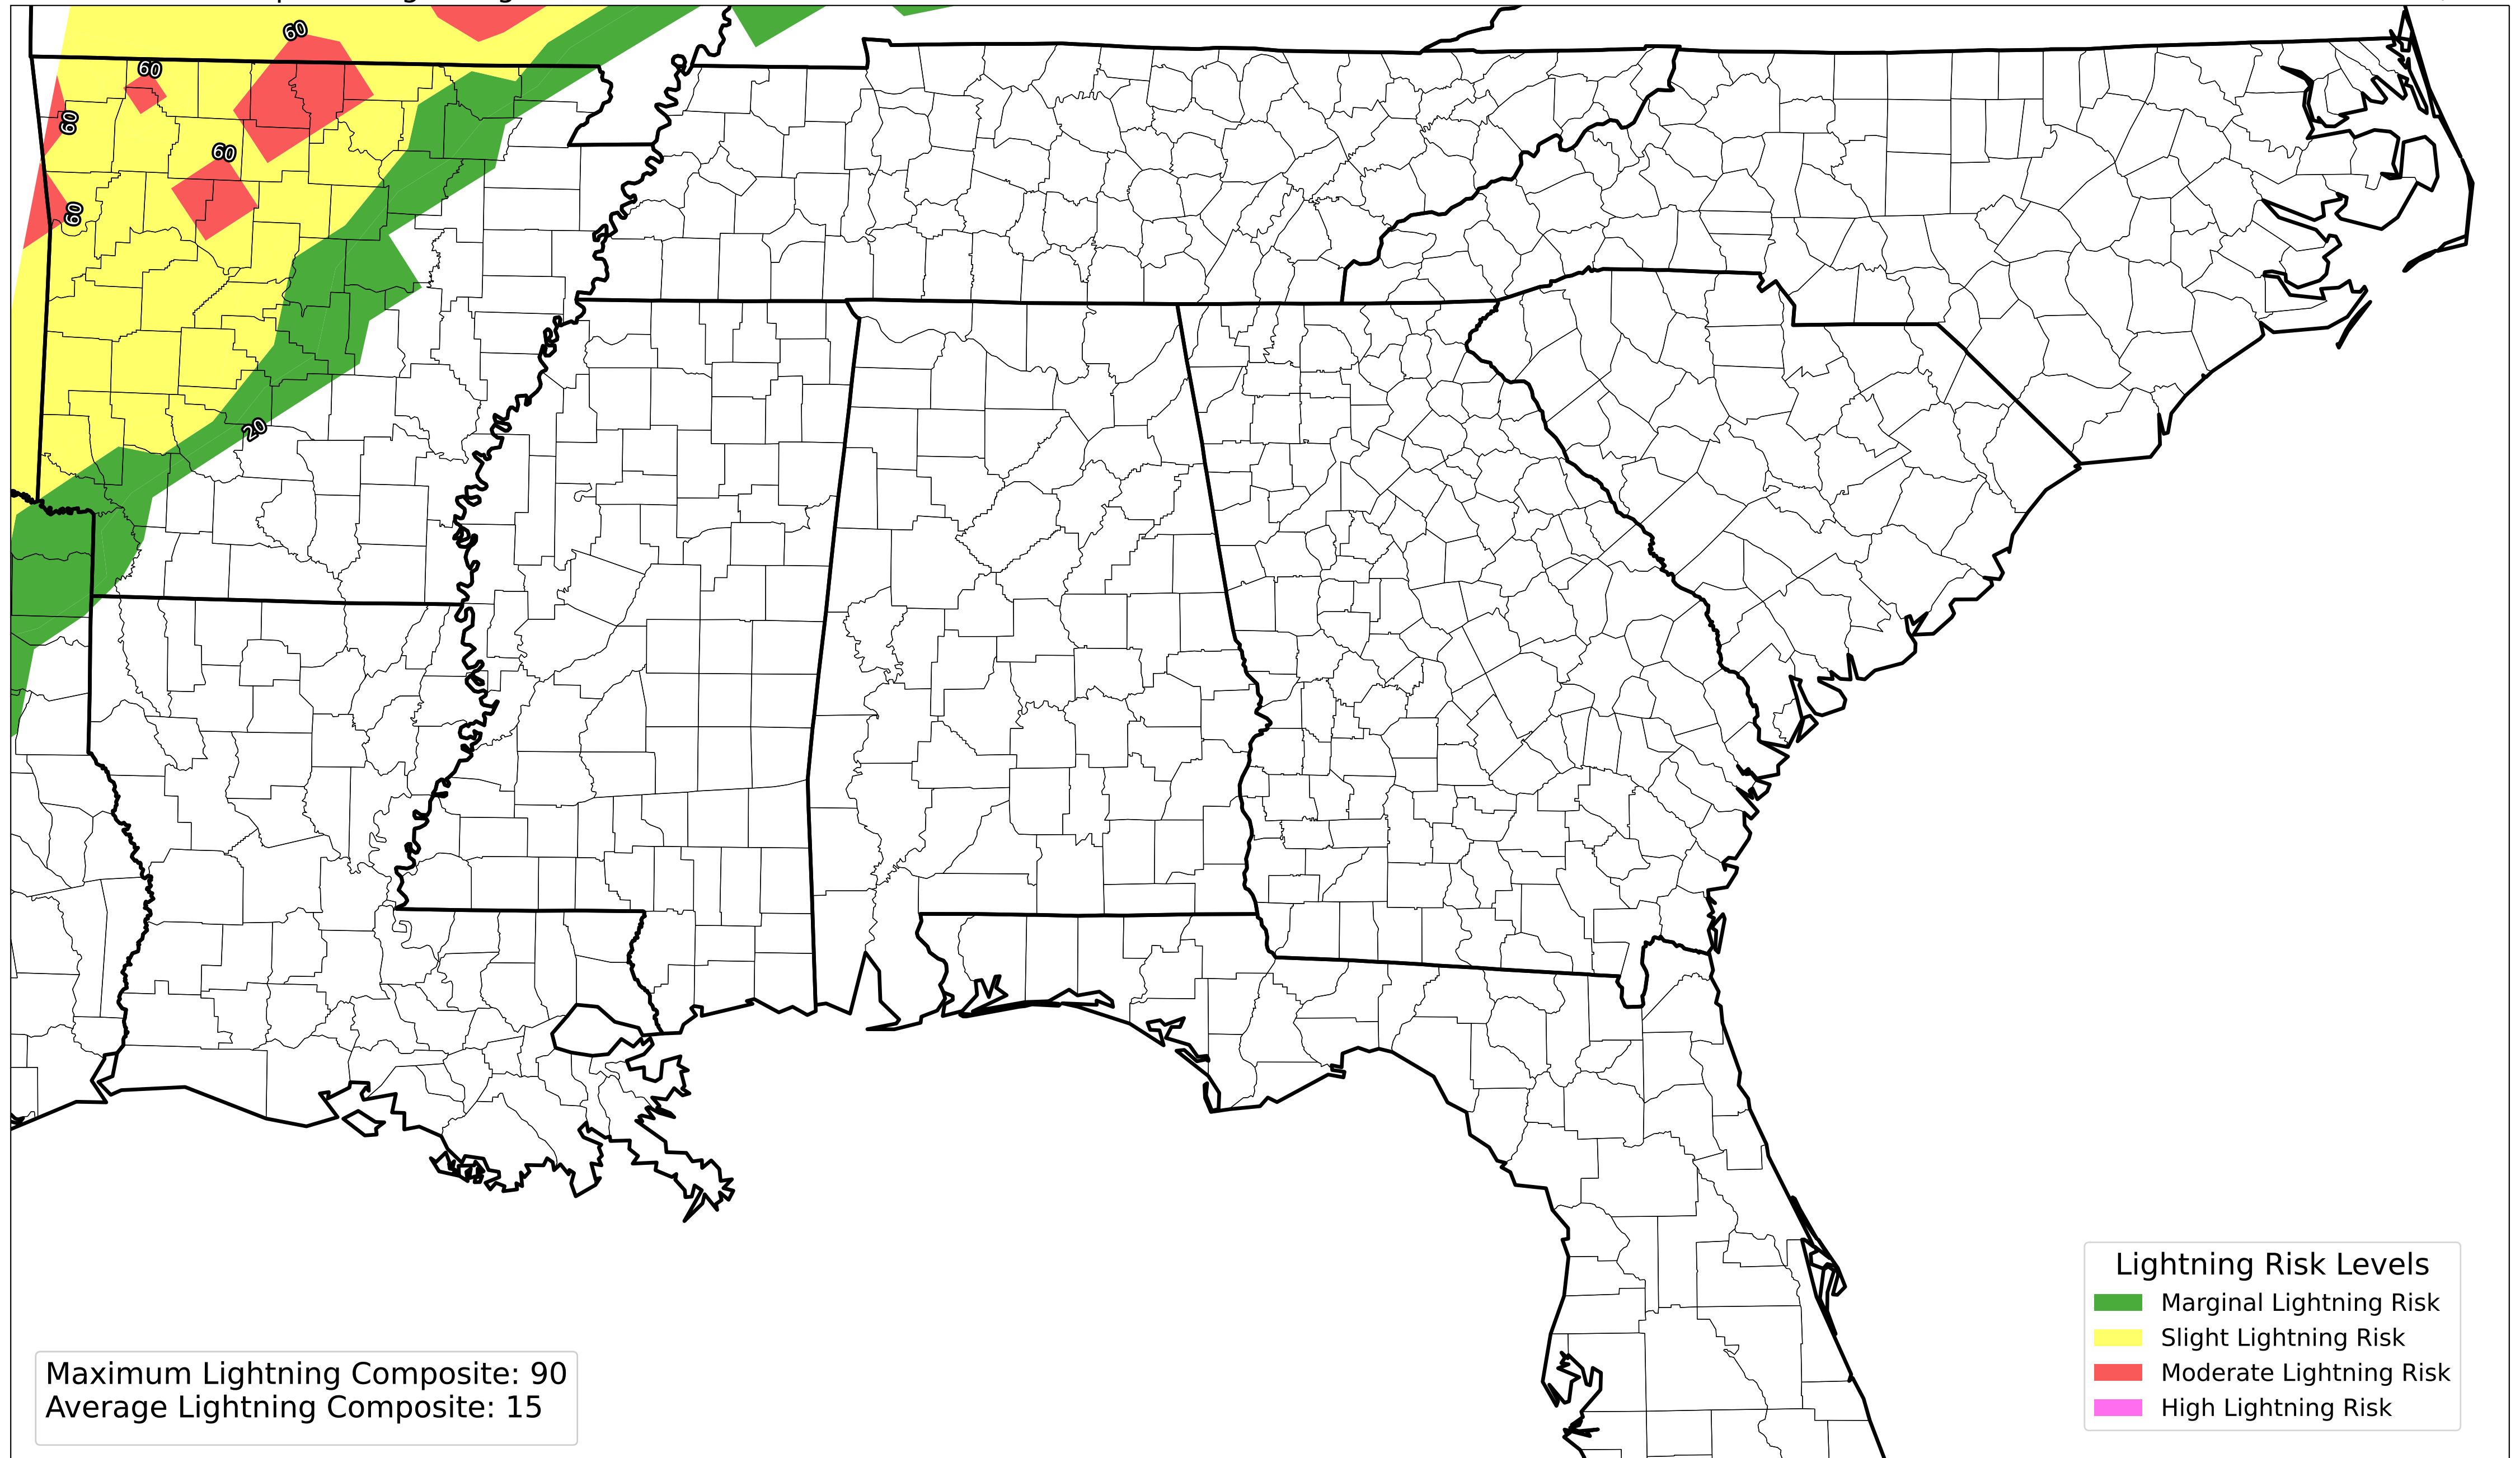 60
60
60
60
60
20
Lightning Risk Levels
Marginal Lightning Risk
Slight Lightning Risk
Moderate Lightning Risk
High Lightning Risk
Maximum Lightning Composite: 90
Average Lightning Composite: 15